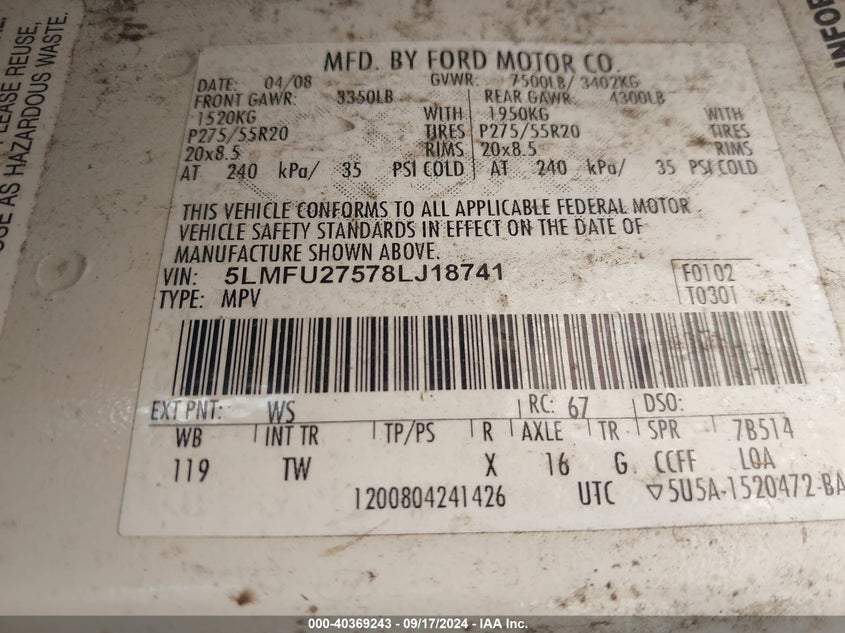 LEASE REUSE,
OSE AS HAZARDOUS WASTE.
MFD. BY FORD MOTOR CO.
DATE: 04/08 GVWR: 7500LB/ 3402KG
FRONT GAWR: 3350LB REAR GAWR: 4300LB
1520KG WITH 1950KG WITH
P275/55R20 TIRES P275/55R20 TIRES
20x8.5 RIMS 20x8.5 RIMS
AT 240 kPa/ 35 PSI COLD AT 240 kPa/ 35 PSI COLD
THIS VEHICLE CONFORMS TO ALL APPLICABLE FEDERAL MOTOR
VEHICLE SAFETY STANDARDS IN EFFECT ON THE DATE OF
MANUFACTURE SHOWN ABOVE.
VIN: 5LMFU27578LJ18741 F0102
TYPE: MPV T0301
EXT PNT: WS RC: 67 DSO:
WB INT TR TP/PS R AXLE TR SPR 7B514
119 TW X 16 G CCFF LQA
1200804241426 UTC ▽5U5A-1520472-BA
INFOR
000-40369243 - 09/17/2024 - IAA Inc.